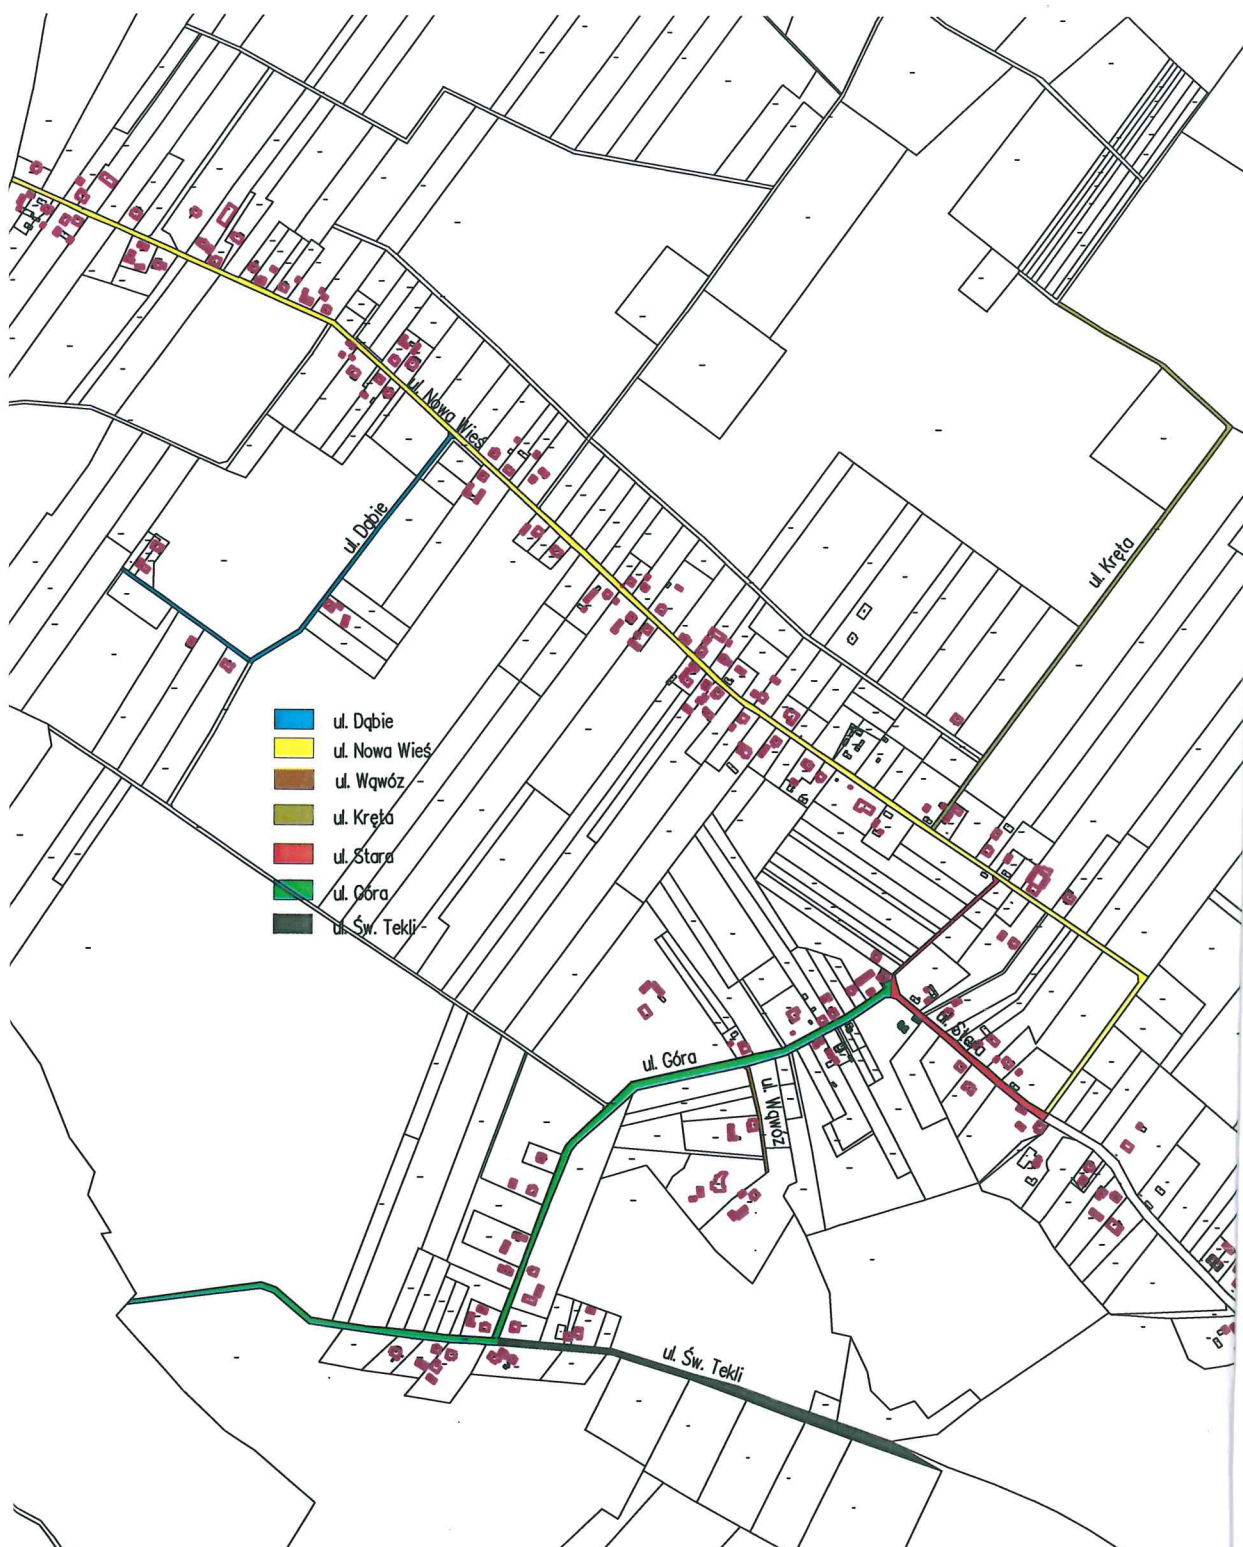 ul. Nowa Wieś
ul. Dąbie
ul. Kręta
ul. Dąbie
ul. Nowa Wieś
ul. Wąwóz
ul. Kręta
ul. Stara
ul. Góra
ul. Św. Tekli
ul. Stara
ul. Góra
ul. Wąwóz
ul. Św. Tekli